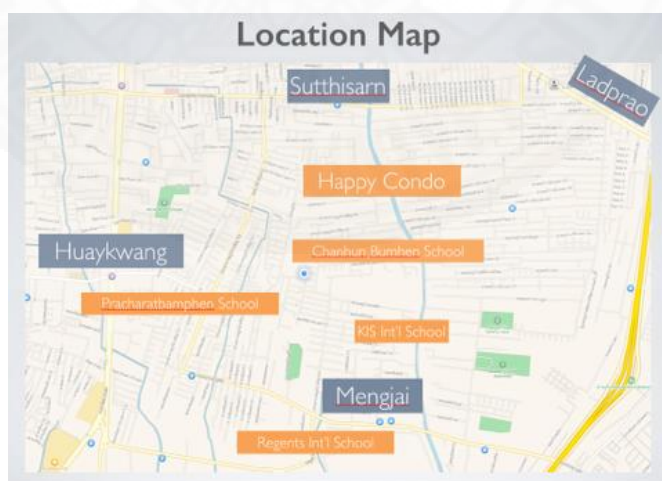 Location Map
Sutthisarn
Ladprao
Happy Condo
Huaykwang
Chanhun Bumhen School
Pracharatbamphen School
KIS Int'l School
Mengjai
Regents Int'l School